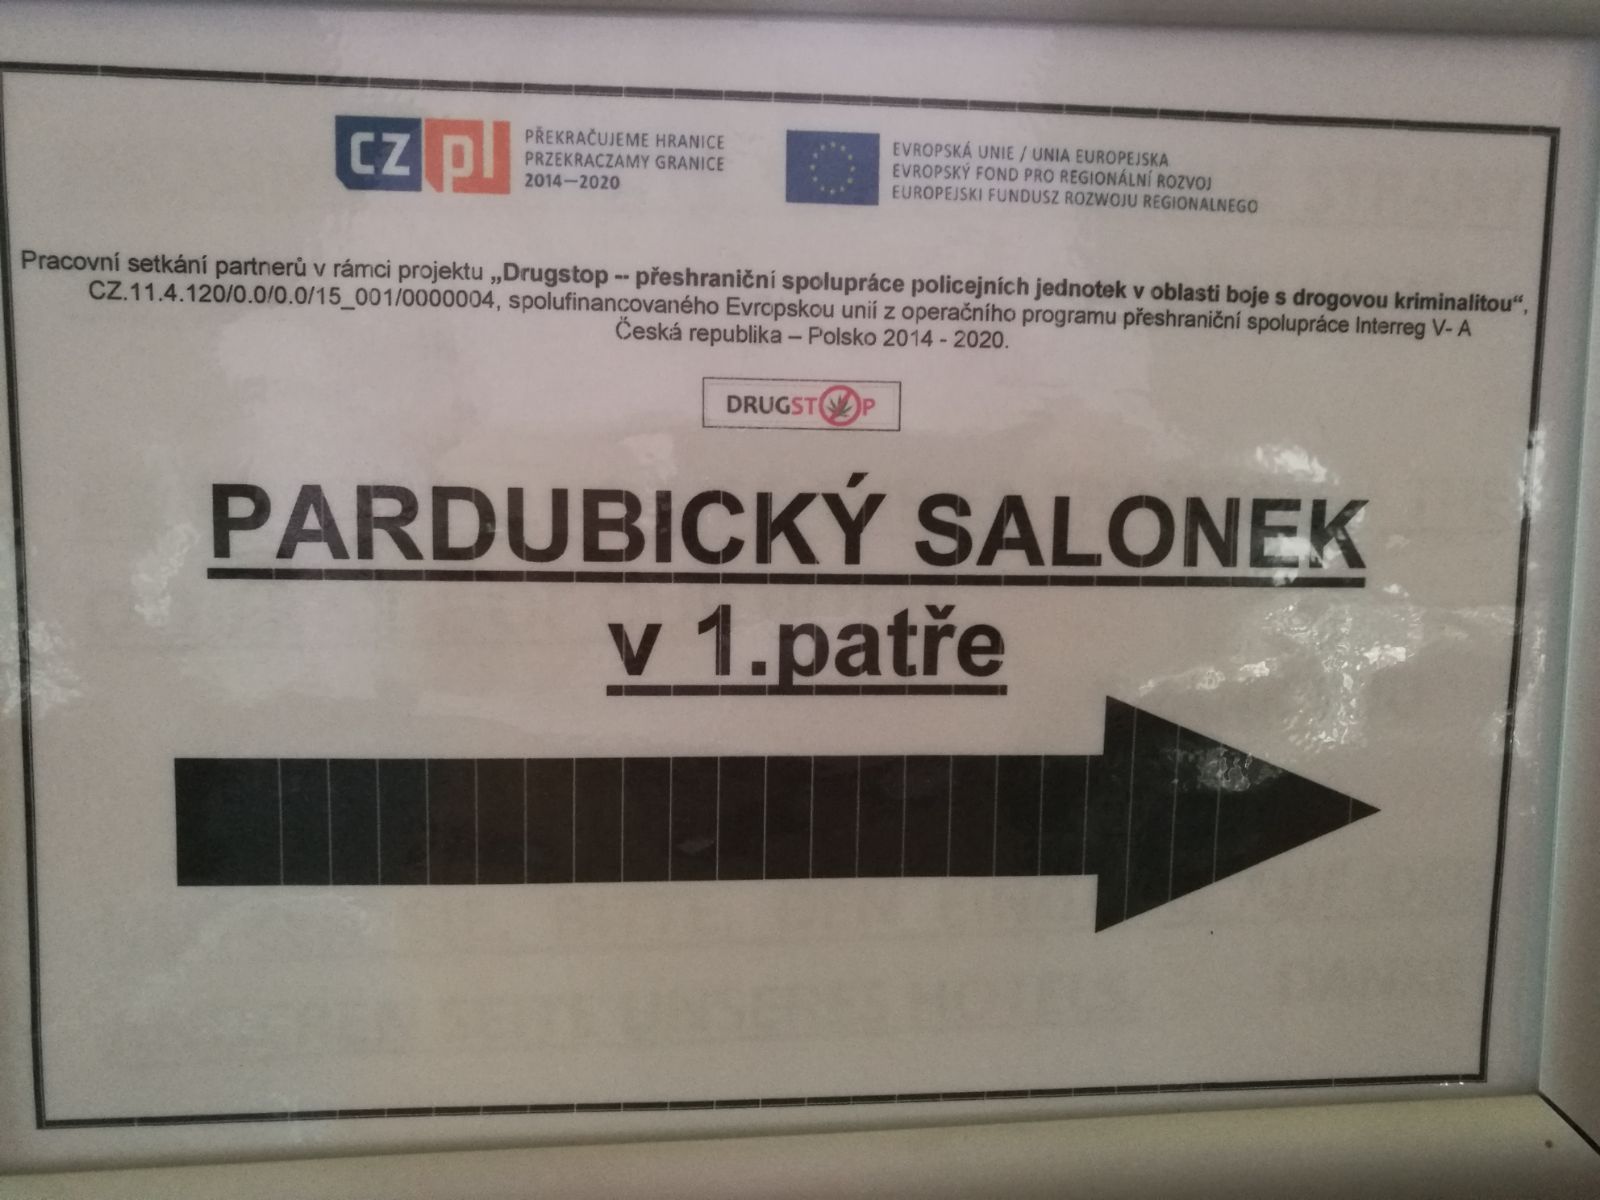 CZ pl
PŘEKRAČUJEME HRANICE
PRZEKRACZAMY GRANICE
2014—2020
EVROPSKÁ UNIE / UNIA EUROPEJSKA
EVROPSKÝ FOND PRO REGIONÁLNÍ ROZVOJ
EUROPEJSKI FUNDUSZ ROZWOJU REGIONALNEGO
Pracovní setkání partnerů v rámci projektu „Drugstop -- přeshraniční spolupráce policejních jednotek v oblasti boje s drogovou kriminalitou“,
CZ.11.4.120/0.0/0.0/15_001/0000004, spolufinancovaného Evropskou unií z operačního programu přeshraniční spolupráce Interreg V- A
Česká republika – Polsko 2014 - 2020.
DRUGSTOP
PARDUBICKÝ SALONEK
v 1.patře